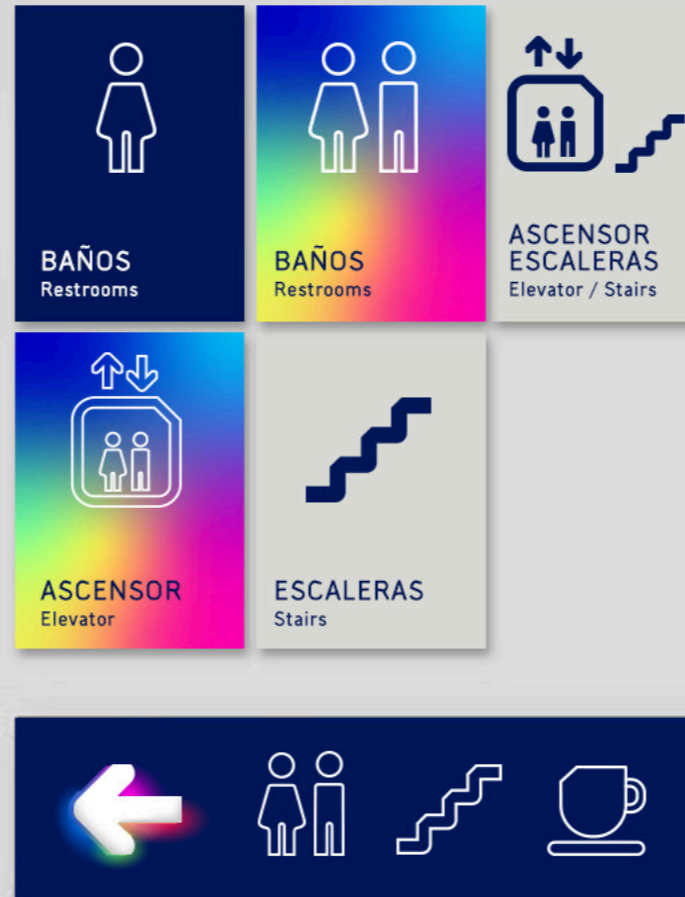 BAÑOS
Restrooms
BAÑOS
Restrooms
ASCENSOR
ESCALERAS
Elevator / Stairs
ASCENSOR
Elevator
ESCALERAS
Stairs